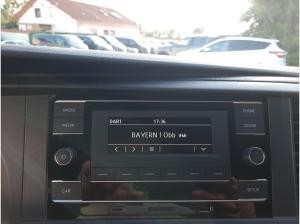 RADIO
MEDIA
CAR
DAB1 17:36
BAYERN 1 Obb
PHONE
SOUND
SETUP